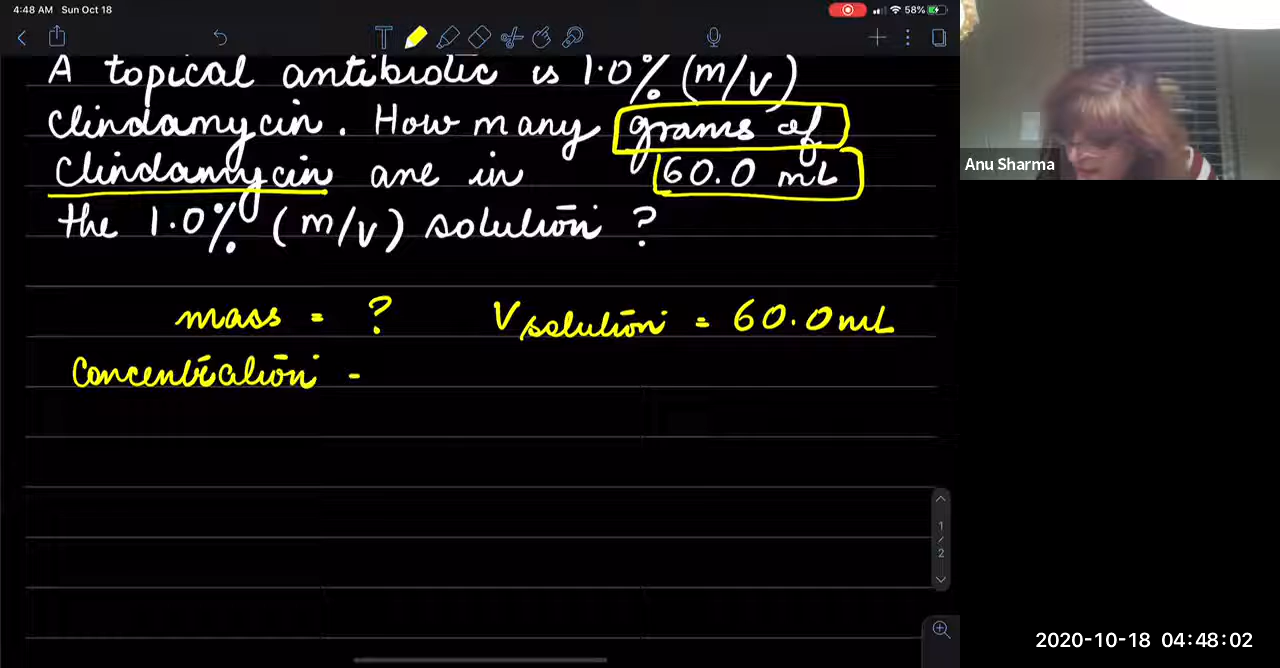 4:48 AM Sun Oct 18
58%
A topical antibiotic is 1.0% (m/v)
Clindamycin. How many grams of
Clindamycin are in 60.0 mL
the 1.0% (m/v) solution ?
mass = ? Vsolution = 60.0 mL
Concentration -
Anu Sharma
1
/
2
2020-10-18 04:48:02